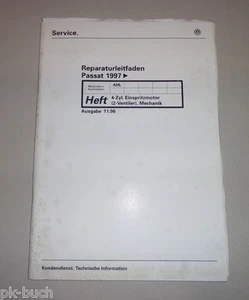 Service.
Reparaturleitfaden
Passat 1997 ►
AHL
Heft
4-Zyl. Einspritzmotor
(2-Ventiler), Mechanik
Ausgabe 11.96
Kundendienst. Technische Information
pk-buch